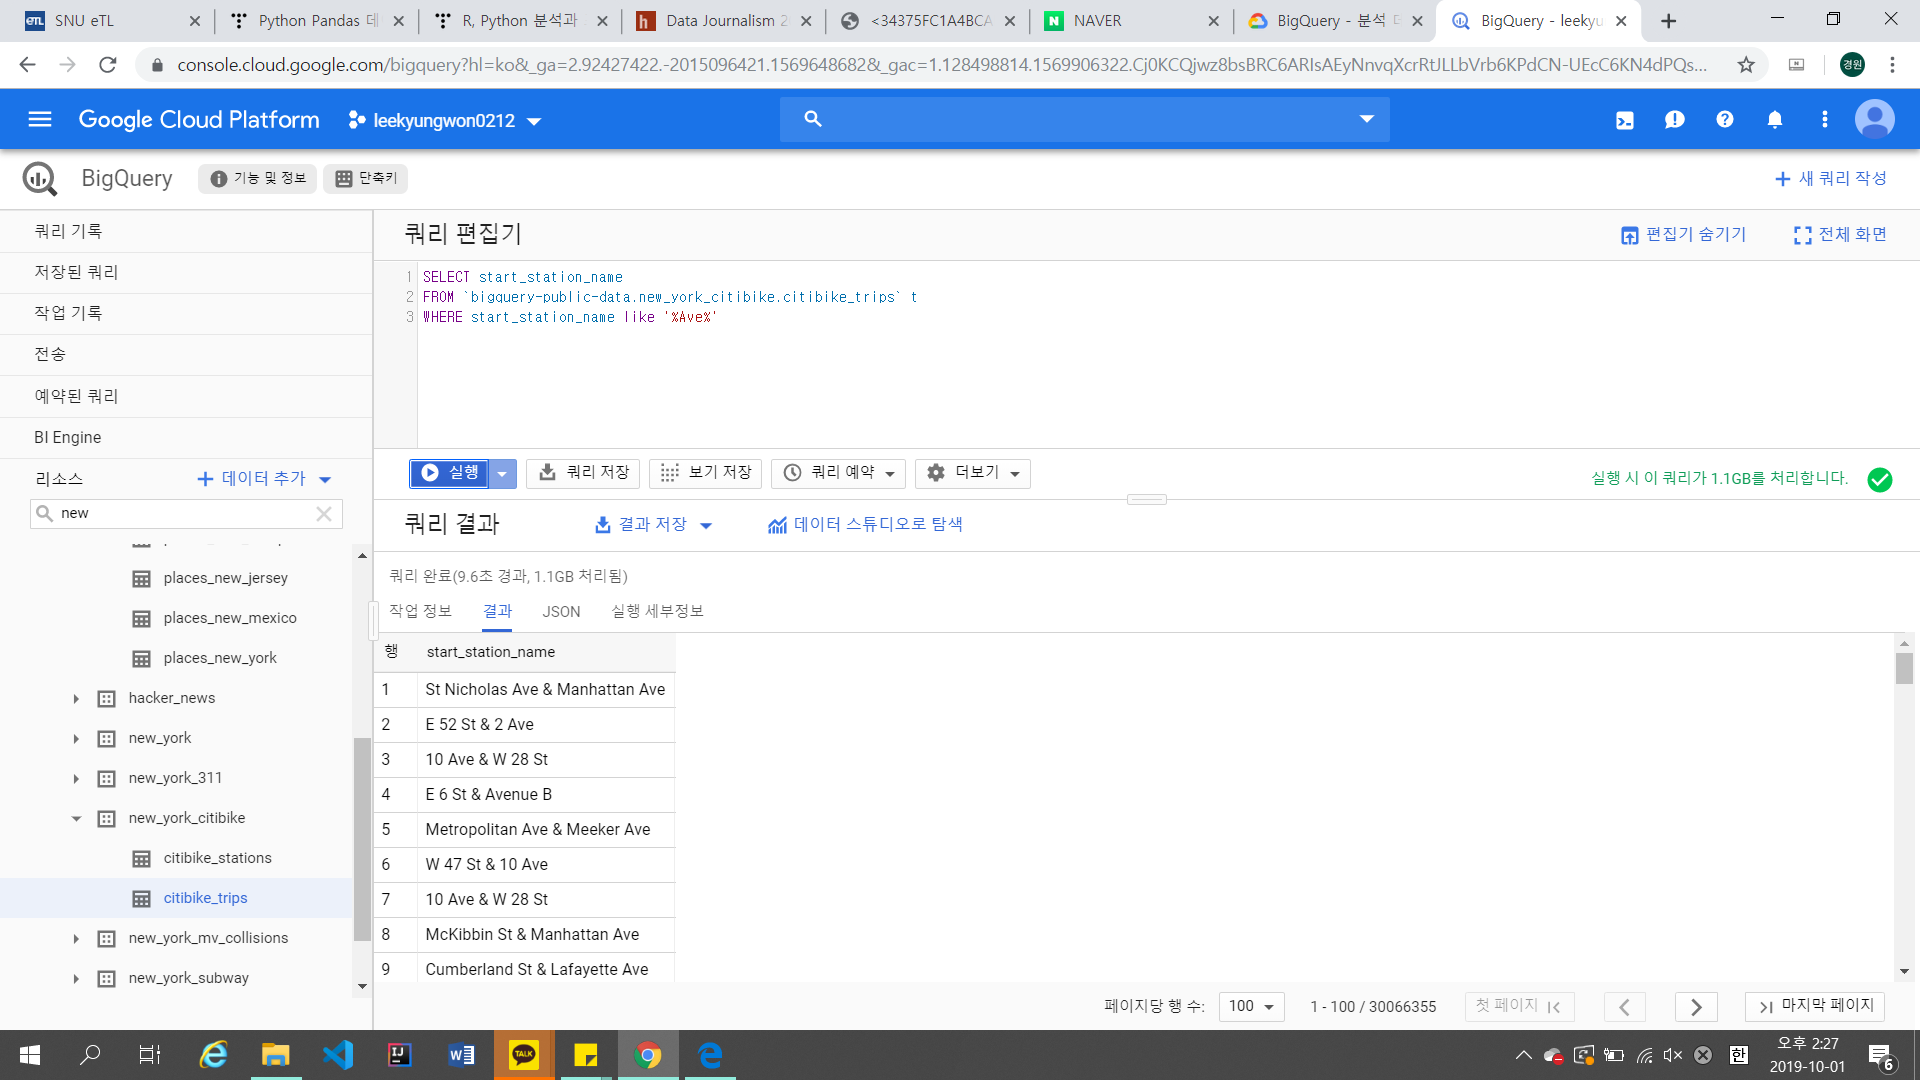 SNU eTL
Python Pandas 데
R, Python 분석과
Data Journalism 2
<34375FC1A4BCA
NAVER
BigQuery - 분석
BigQuery - leekyu
console.cloud.google.com/bigquery?hl=ko&_ga=2.92427422.-2015096421.1569648682&_gac=1.128498814.1569906322.Cj0KCQjwz8bsBRC6ARIsAEyNnvqXcrRtJLLbVrb6KPdCN-UEcC6KN4dPQs...
경원
Google Cloud Platform
leekyungwon0212
BigQuery
기능 및 정보
단축키
새 쿼리 작성
쿼리 기록
저장된 쿼리
작업 기록
전송
예약된 쿼리
BI Engine
리소스
데이터 추가
new
places_new_jersey
places_new_mexico
places_new_york
hacker_news
new_york
new_york_311
new_york_citibike
citibike_stations
citibike_trips
new_york_mv_collisions
new_york_subway
쿼리 편집기
편집기 숨기기
전체 화면
1 SELECT start_station_name
2 FROM `bigquery-public-data.new_york_citibike.citibike_trips` t
3 WHERE start_station_name like '%Ave%'
실행
쿼리 저장
보기 저장
쿼리 예약
더보기
실행 시 이 쿼리가 1.1GB를 처리합니다.
쿼리 결과
결과 저장
데이터 스튜디오로 탐색
쿼리 완료(9.6초 경과, 1.1GB 처리됨)
작업 정보
결과
JSON
실행 세부정보
행 start_station_name
1 St Nicholas Ave & Manhattan Ave
2 E 52 St & 2 Ave
3 10 Ave & W 28 St
4 E 6 St & Avenue B
5 Metropolitan Ave & Meeker Ave
6 W 47 St & 10 Ave
7 10 Ave & W 28 St
8 McKibbin St & Manhattan Ave
9 Cumberland St & Lafayette Ave
페이지당 행 수: 100
1 - 100 / 30066355
첫 페이지
마지막 페이지
TALK
한
오후 2:27
2019-10-01
6